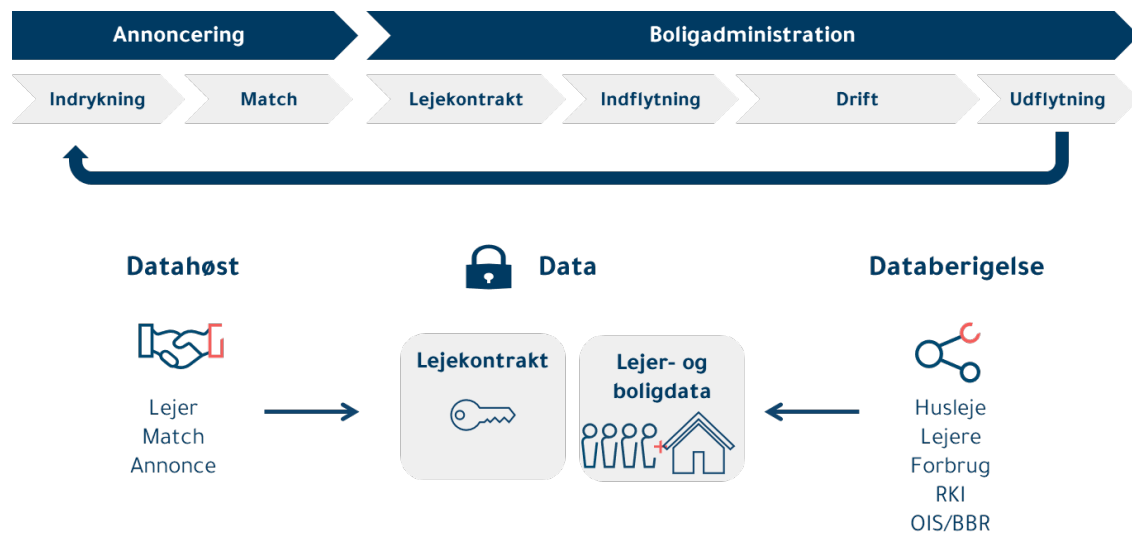 Annoncering
Boligadministration
Indrykning
Match
Lejekontrakt
Indflytning
Drift
Udflytning
Datahøst
Data
Databerigelse
Lejer
Match
Annonce
Lejekontrakt
Lejer- og
boligdata
Husleje
Lejere
Forbrug
RKI
OIS/BBR